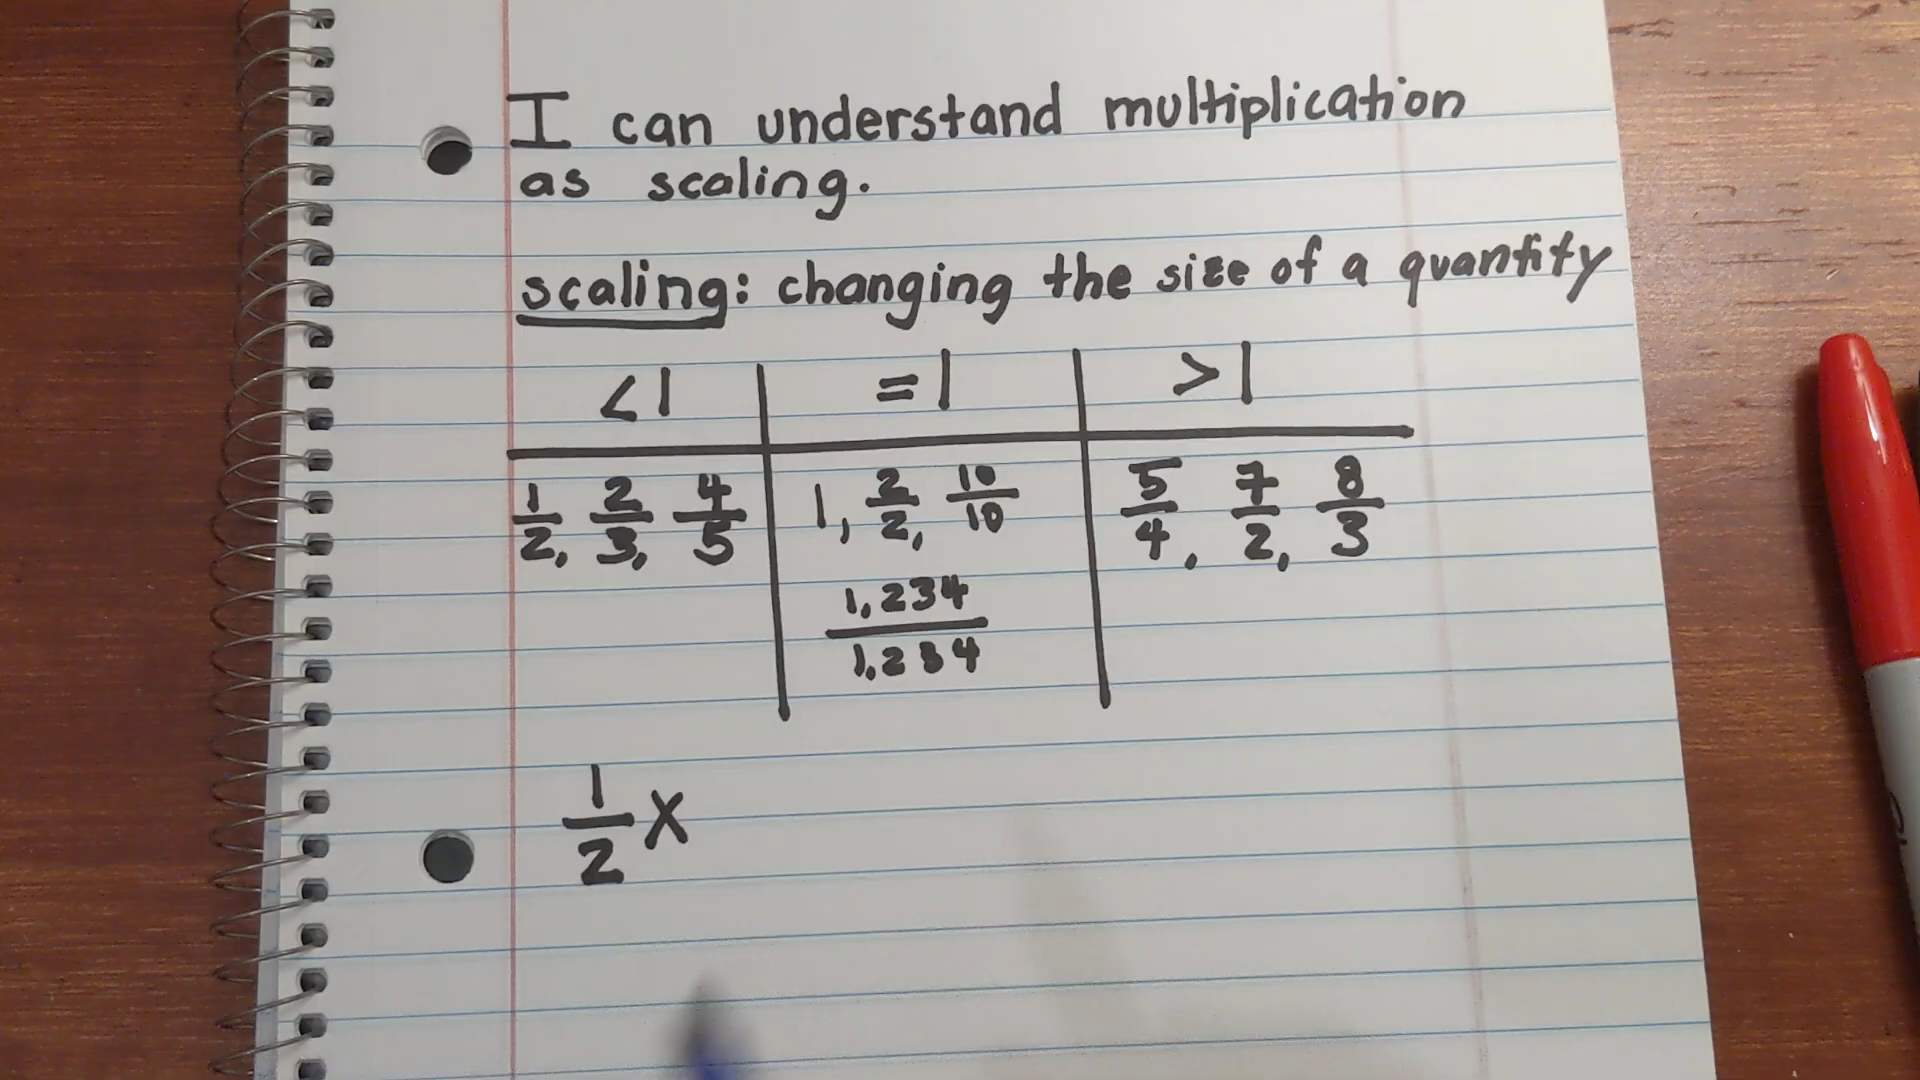 I can understand multiplication
as scaling.
scaling: changing the size of a quantity
<1 =1 >1
1/2, 2/3, 4/5 1, 2/2, 10/10 5/4, 7/2, 8/3
1,234/1,234
1/2 x